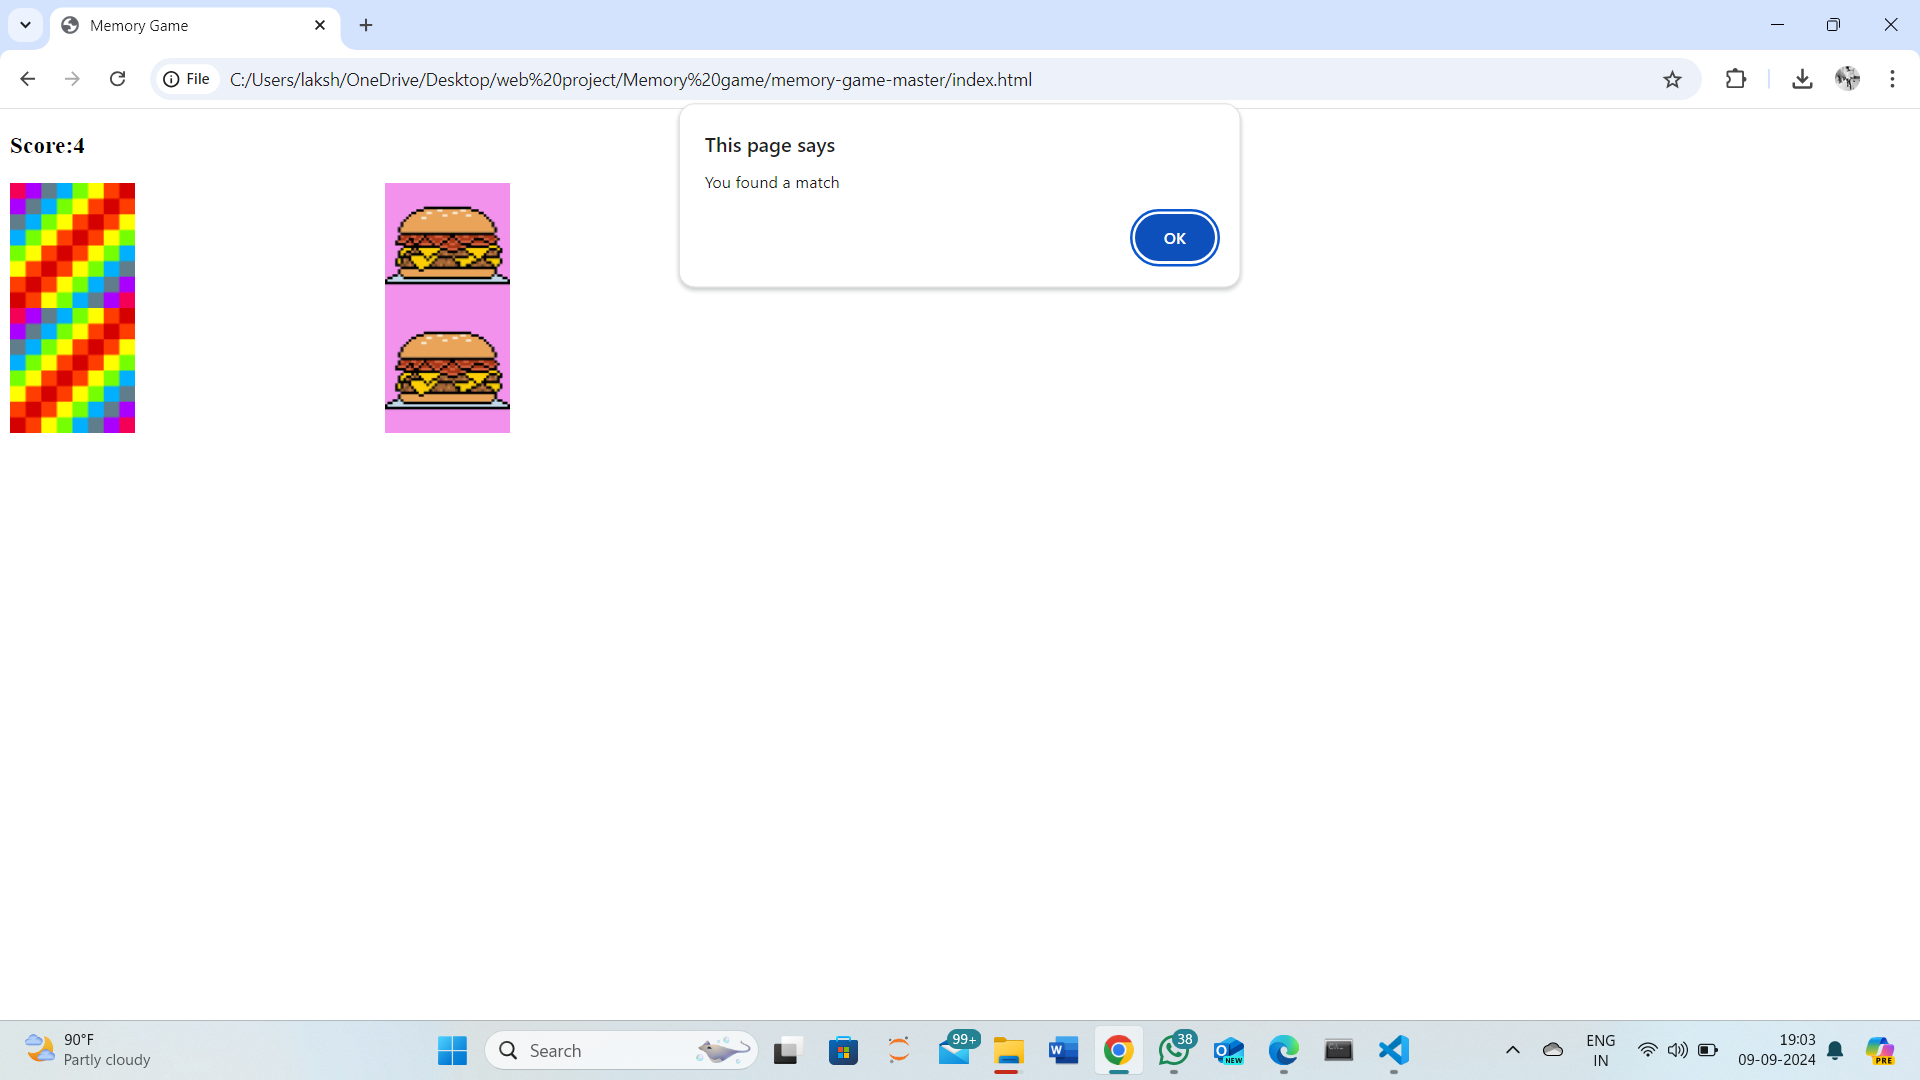 Memory Game
File
C:/Users/laksh/OneDrive/Desktop/web%20project/Memory%20game/memory-game-master/index.html
Score:4
This page says
You found a match
OK
90°F
Partly cloudy
Search
99+
W
38
O
NEW
ENG
IN
19:03
09-09-2024
PRE